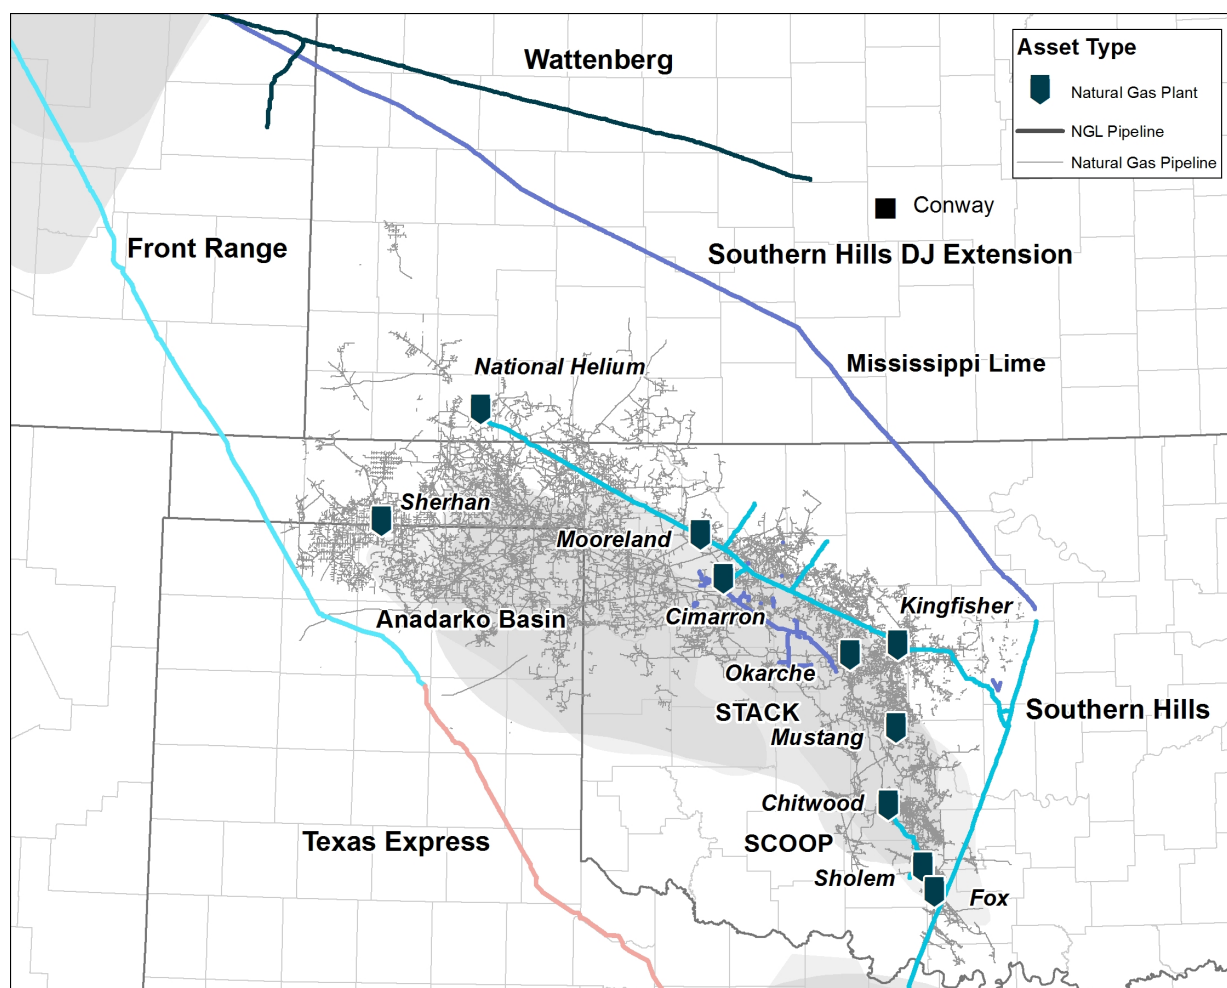 Wattenberg
Asset Type
Natural Gas Plant
NGL Pipeline
Natural Gas Pipeline
Conway
Front Range
Southern Hills DJ Extension
Mississippi Lime
National Helium
Sherhan
Mooreland
Anadarko Basin
Cimarron
Kingfisher
Okarche
STACK
Southern Hills
Mustang
Chitwood
Texas Express
SCOOP
Sholem
Fox